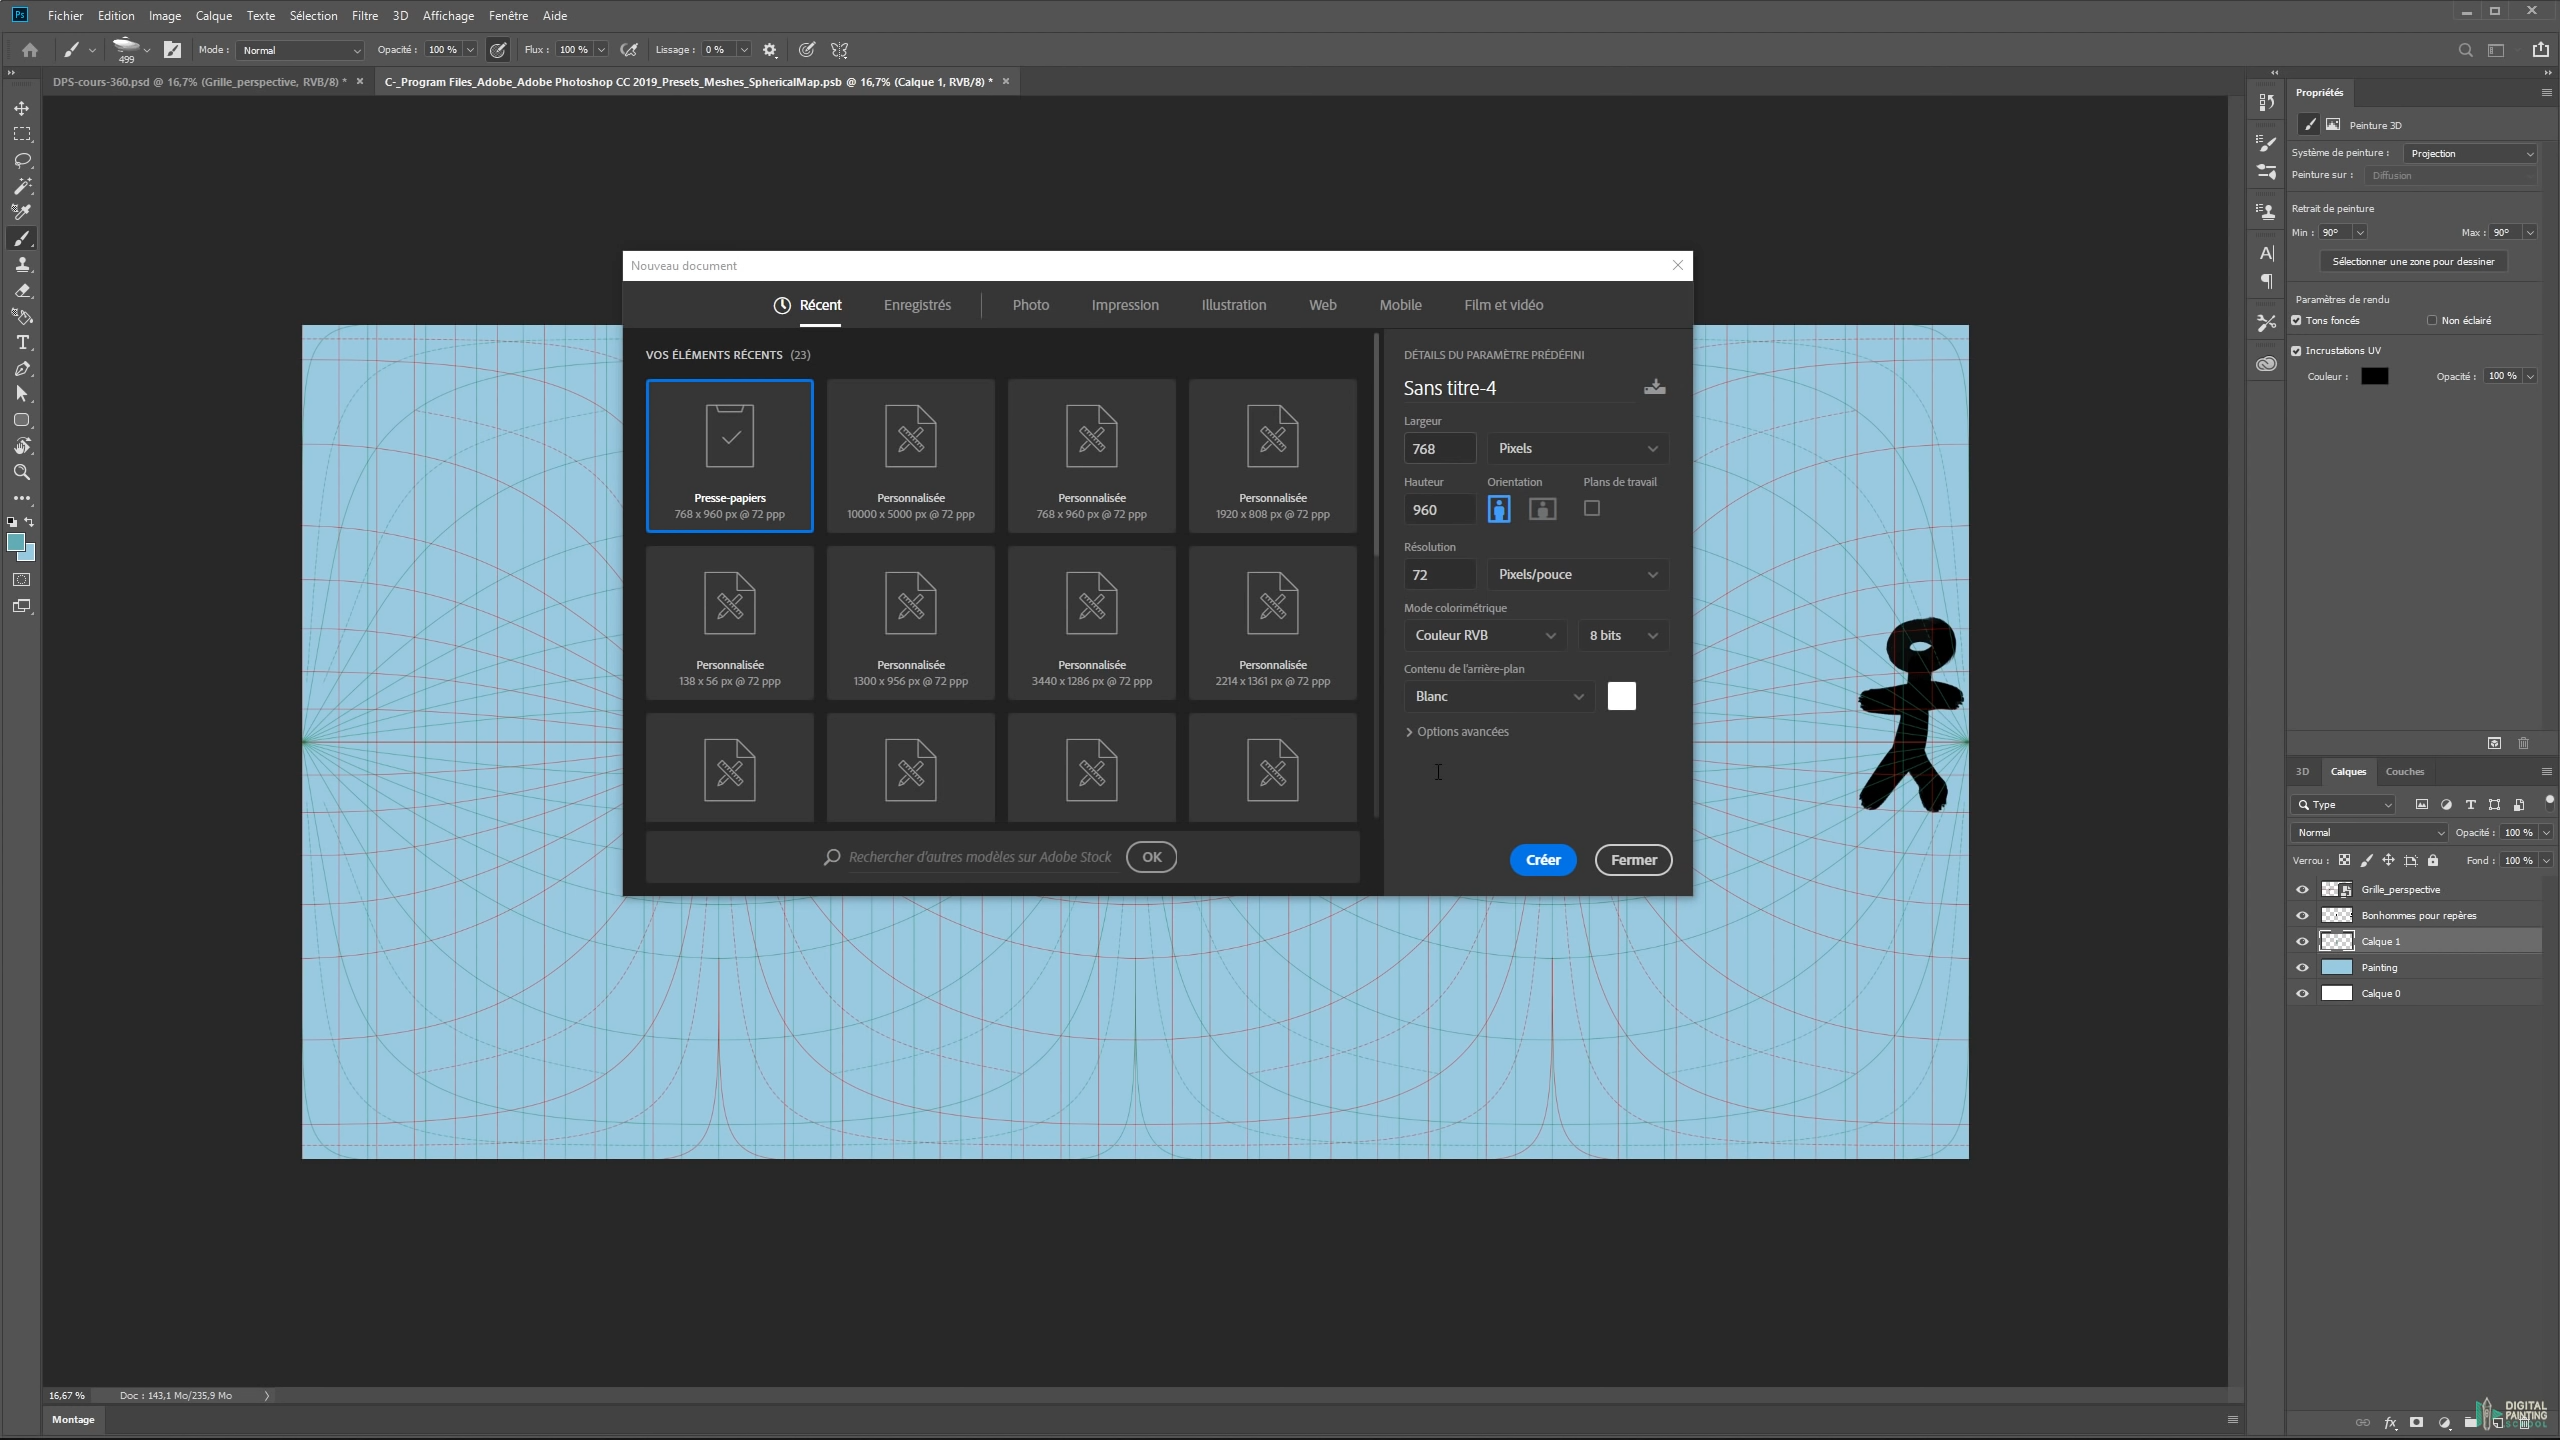 Ps Fichier Edition Image Calque Texte Sélection Filtre 3D Affichage Fenêtre Aide
499 Mode : Normal Opacité : 100 % Flux : 100 % Lissage : 0 %
DPS-cours-360.psd @ 16,7% (Grille_perspective, RVB/8) * C-_Program Files_Adobe_Adobe Photoshop CC 2019_Presets_Meshes_SphericalMap.psb @ 16,7% (Calque 1, RVB/8) *
Nouveau document
Récent Enregistrés Photo Impression Illustration Web Mobile Film et vidéo
VOS ÉLÉMENTS RÉCENTS (23)
Presse-papiers
768 x 960 px @ 72 ppp
Personnalisée
10000 x 5000 px @ 72 ppp
Personnalisée
768 x 960 px @ 72 ppp
Personnalisée
1920 x 808 px @ 72 ppp
Personnalisée
138 x 56 px @ 72 ppp
Personnalisée
1300 x 956 px @ 72 ppp
Personnalisée
3440 x 1286 px @ 72 ppp
Personnalisée
2214 x 1361 px @ 72 ppp
Rechercher d'autres modèles sur Adobe Stock OK
DÉTAILS DU PARAMÈTRE PRÉDÉFINI
Sans titre-4
Largeur
768 Pixels
Hauteur Orientation Plans de travail
960
Résolution
72 Pixels/pouce
Mode colorimétrique
Couleur RVB 8 bits
Contenu de l'arrière-plan
Blanc
Options avancées
Créer Fermer
Propriétés
Peinture 3D
Système de peinture : Projection
Peinture sur : Diffusion
Retrait de peinture
Min : 90° Max : 90°
Sélectionner une zone pour dessiner
Paramètres de rendu
Tons foncés Non éclairé
Incrustations UV
Couleur : Opacité : 100 %
3D Calques Couches
Type
Normal Opacité : 100 %
Verrou : Fond : 100 %
Grille_perspective
Bonhommes pour repères
Calque 1
Painting
Calque 0
16,67 % Doc : 143,1 Mo/235,9 Mo
Montage
fx
DIGITAL
PAINTING
SCHOOL